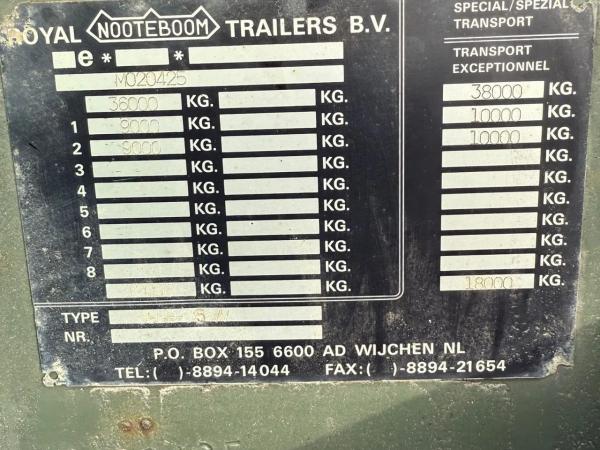 ROYAL NOOTEBOOM TRAILERS B.V.
e* *
M020425
36000 KG. KG.
1 9000 KG. KG.
2 9000 KG. KG.
3 KG. KG.
4 KG. KG.
5 KG. KG.
6 KG. KG.
7 KG. KG.
8 KG. KG.
KG. KG.
TYPE
NR.
SPECIAL/SPEZIAL
TRANSPORT
TRANSPORT
EXCEPTIONNEL
38000 KG.
10000 KG.
10000 KG.
KG.
KG.
KG.
KG.
KG.
KG.
18000 KG.
P.O. BOX 155 6600 AD WIJCHEN NL
TEL:( )-8894-14044 FAX:( )-8894-21654